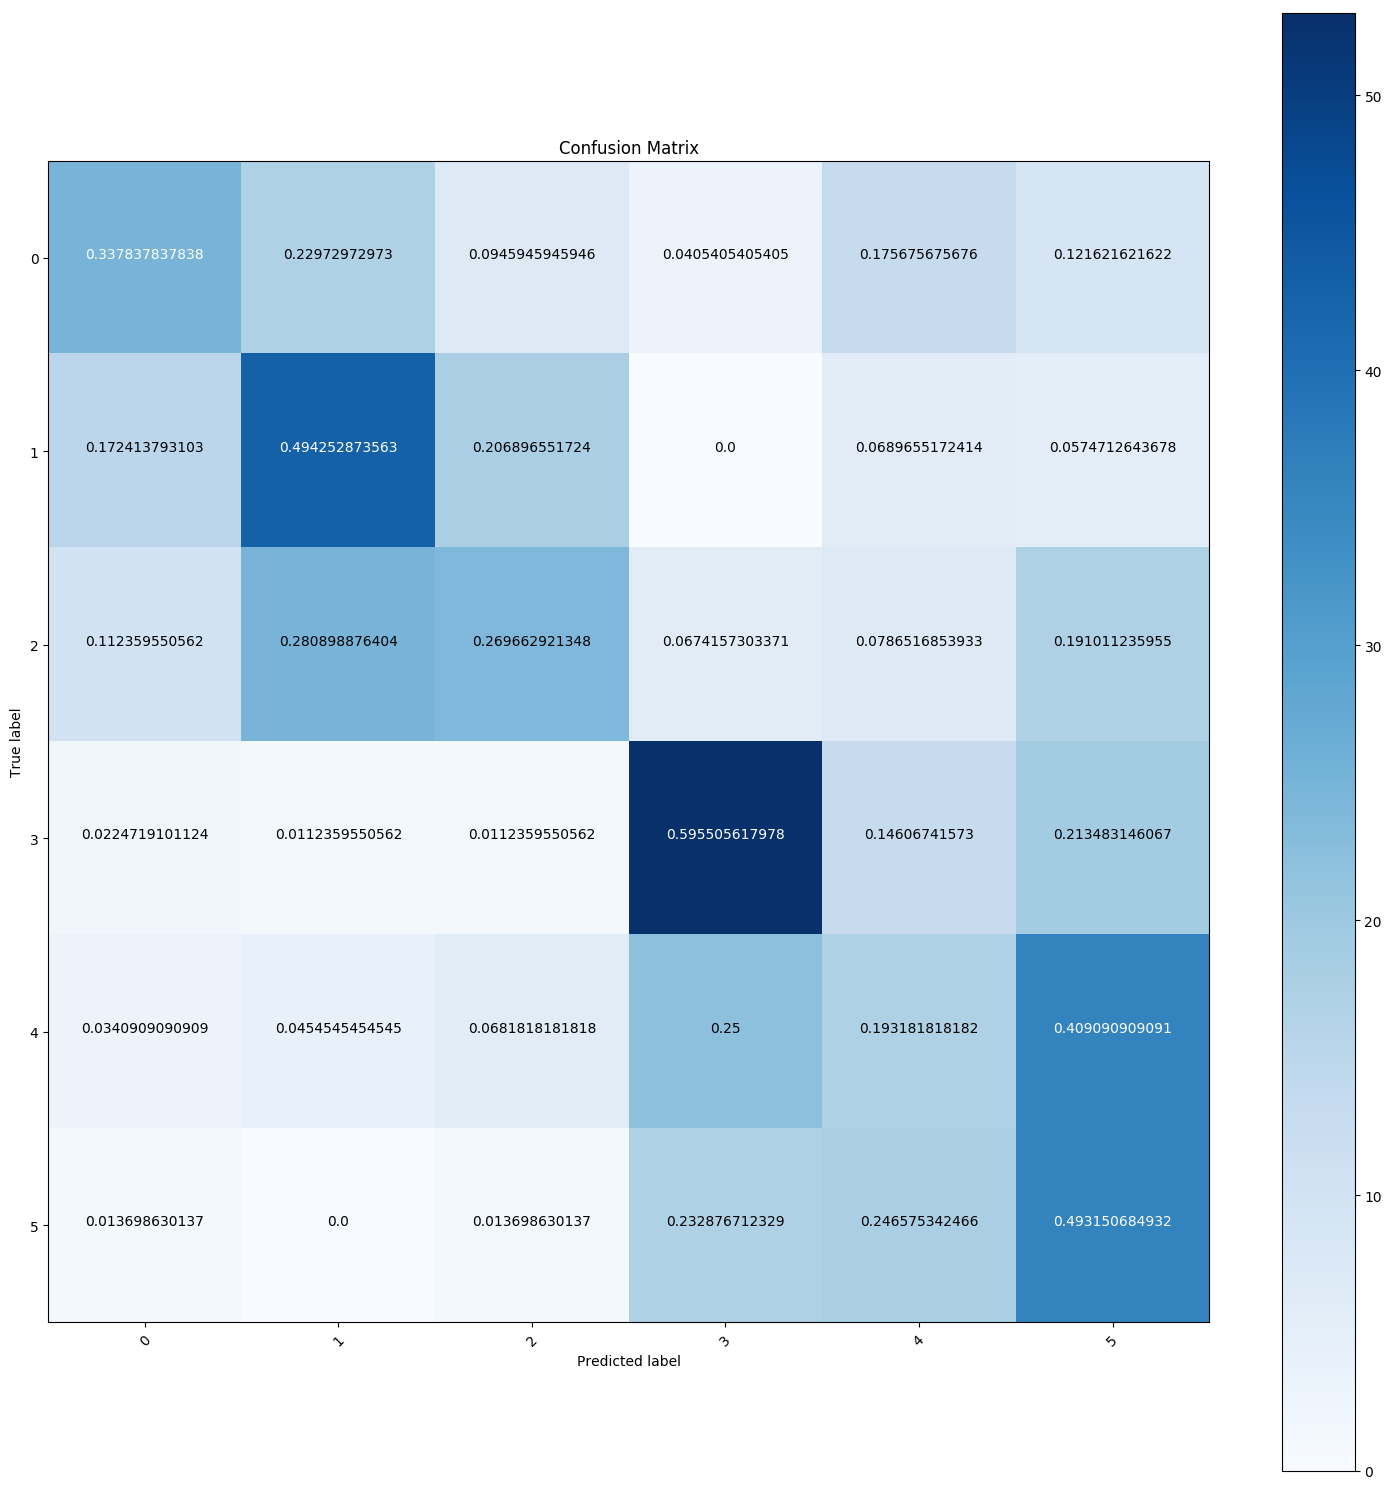 Confusion Matrix
0 0.337837837838 0.22972972973 0.0945945945946 0.0405405405405 0.175675675676 0.121621621622
1 0.172413793103 0.494252873563 0.206896551724 0.0 0.0689655172414 0.0574712643678
2 0.112359550562 0.280898876404 0.269662921348 0.0674157303371 0.0786516853933 0.191011235955
3 0.0224719101124 0.0112359550562 0.0112359550562 0.595505617978 0.14606741573 0.213483146067
4 0.0340909090909 0.0454545454545 0.0681818181818 0.25 0.193181818182 0.409090909091
5 0.013698630137 0.0 0.013698630137 0.232876712329 0.246575342466 0.493150684932
0 1 2 3 4 5
Predicted label
True label
50
40
30
20
10
0